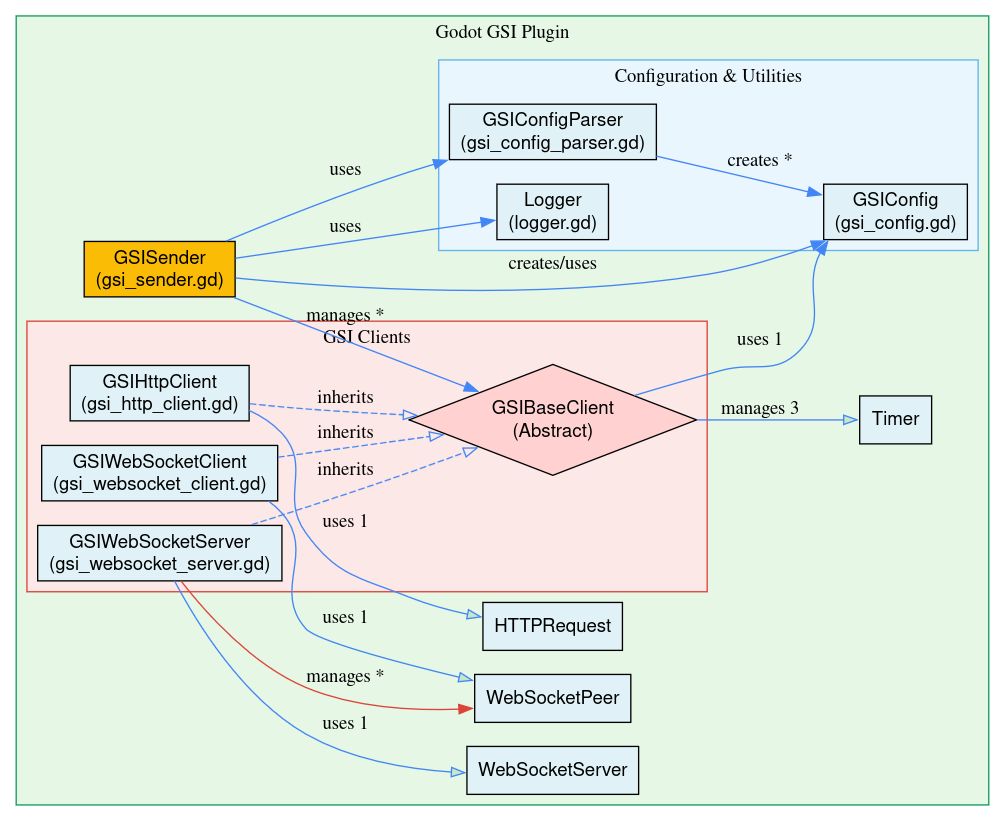 Godot GSI Plugin
Configuration & Utilities
GSIConfigParser
(gsi_config_parser.gd)
creates *
uses
Logger
(logger.gd)
GSIConfig
(gsi_config.gd)
uses
GSISender
(gsi_sender.gd)
creates/uses
manages *
GSI Clients
uses 1
GSIHttpClient
(gsi_http_client.gd)
inherits
GSIBaseClient
(Abstract)
manages 3
Timer
inherits
GSIWebSocketClient
(gsi_websocket_client.gd)
inherits
uses 1
GSIWebSocketServer
(gsi_websocket_server.gd)
uses 1
HTTPRequest
manages *
WebSocketPeer
uses 1
WebSocketServer